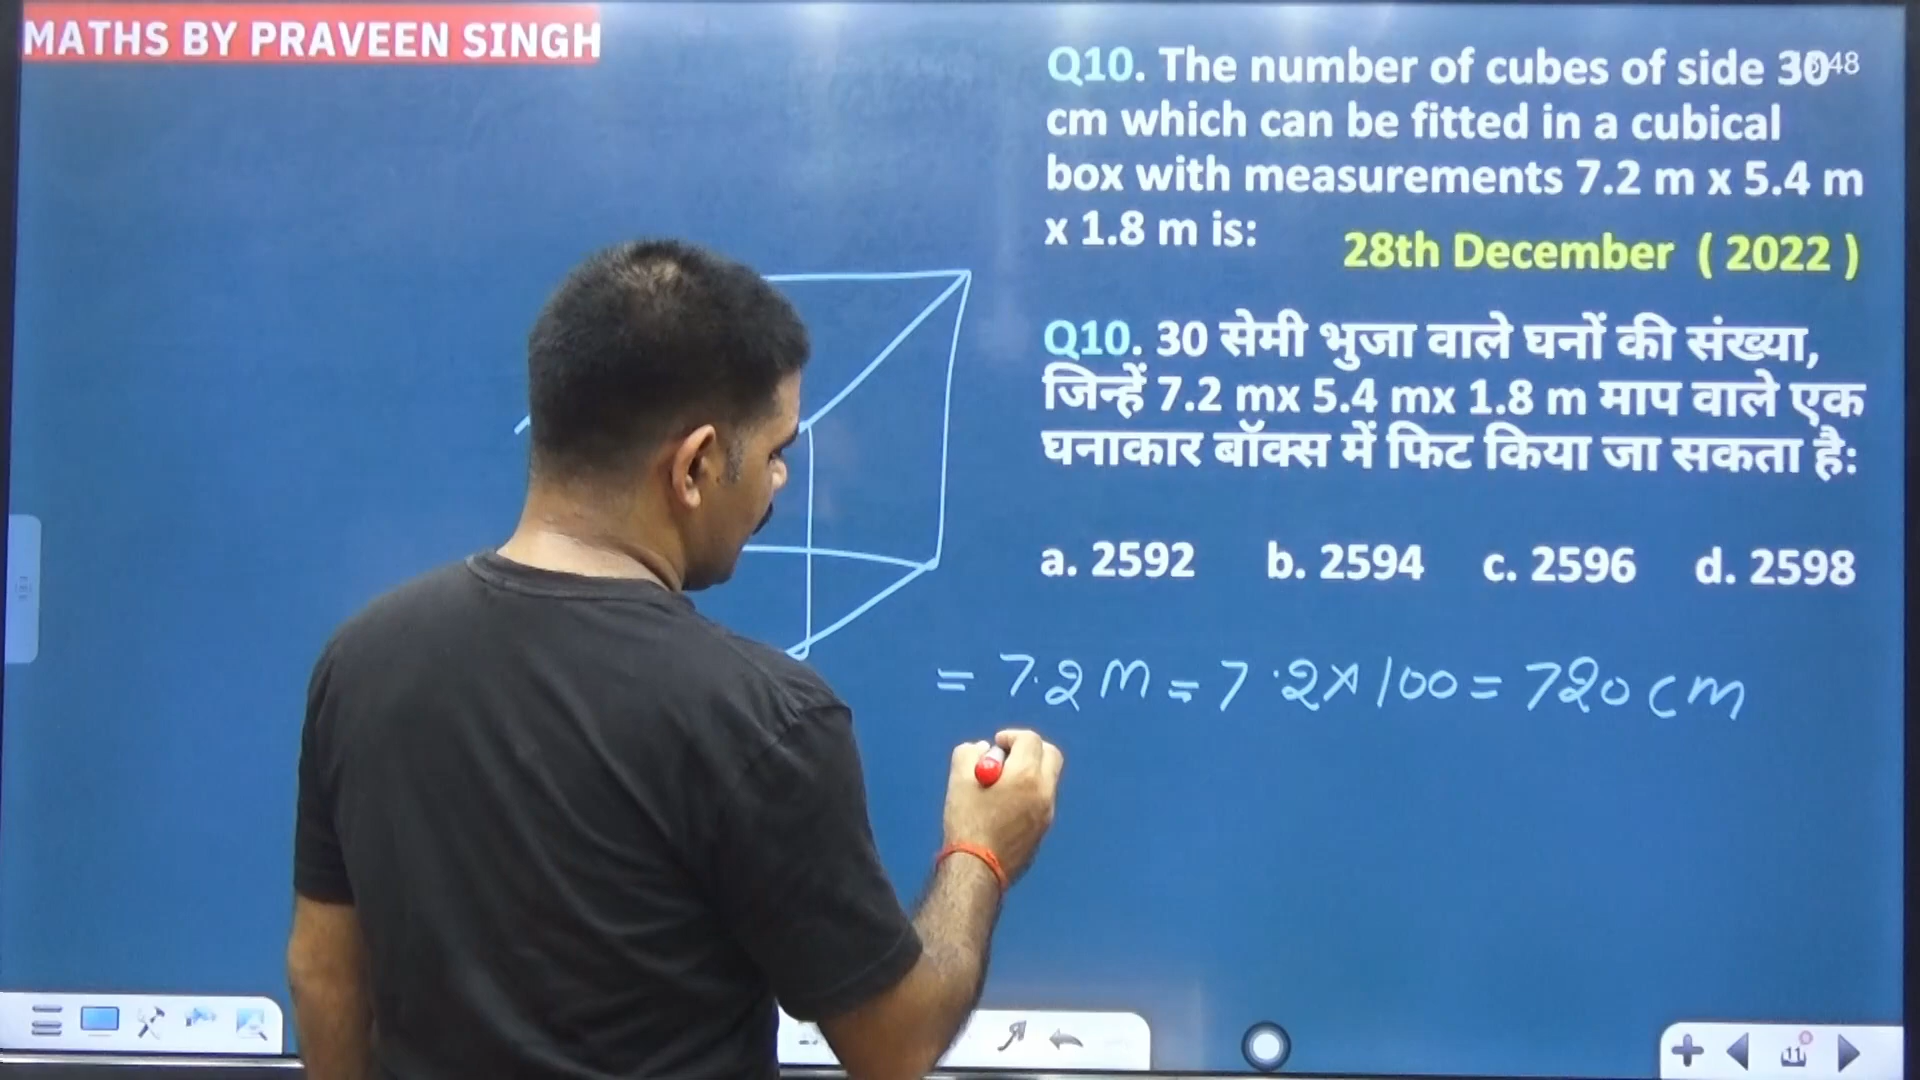 MATHS BY PRAVEEN SINGH
Q10. The number of cubes of side 30
cm which can be fitted in a cubical
box with measurements 7.2 m x 5.4 m
x 1.8 m is:
28th December ( 2022 )
Q10. 30 सेमी भुजा वाले घनों की संख्या,
जिन्हें 7.2 mx 5.4 mx 1.8 m माप वाले एक
घनाकार बॉक्स में फिट किया जा सकता है:
a. 2592 b. 2594 c. 2596 d. 2598
= 7.2 m = 7.2 x 100 = 720 cm
11